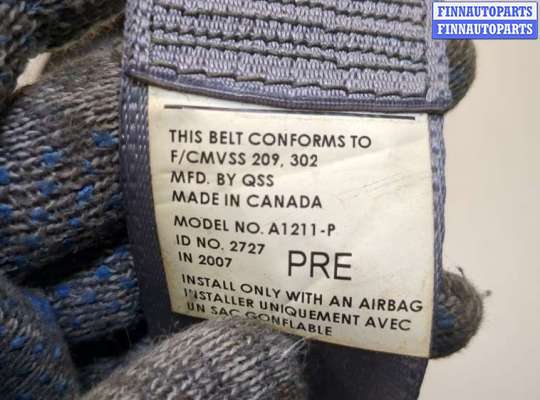 FINNAUTOPARTS
FINNAUTOPARTS
THIS BELT CONFORMS TO
F/CMVSS 209, 302
MFD. BY QSS
MADE IN CANADA
MODEL NO. A1211-P
ID NO. 2727
IN 2007 PRE
INSTALL ONLY WITH AN AIRBAG
INSTALLER UNIQUEMENT AVEC
UN SAC GONFLABLE